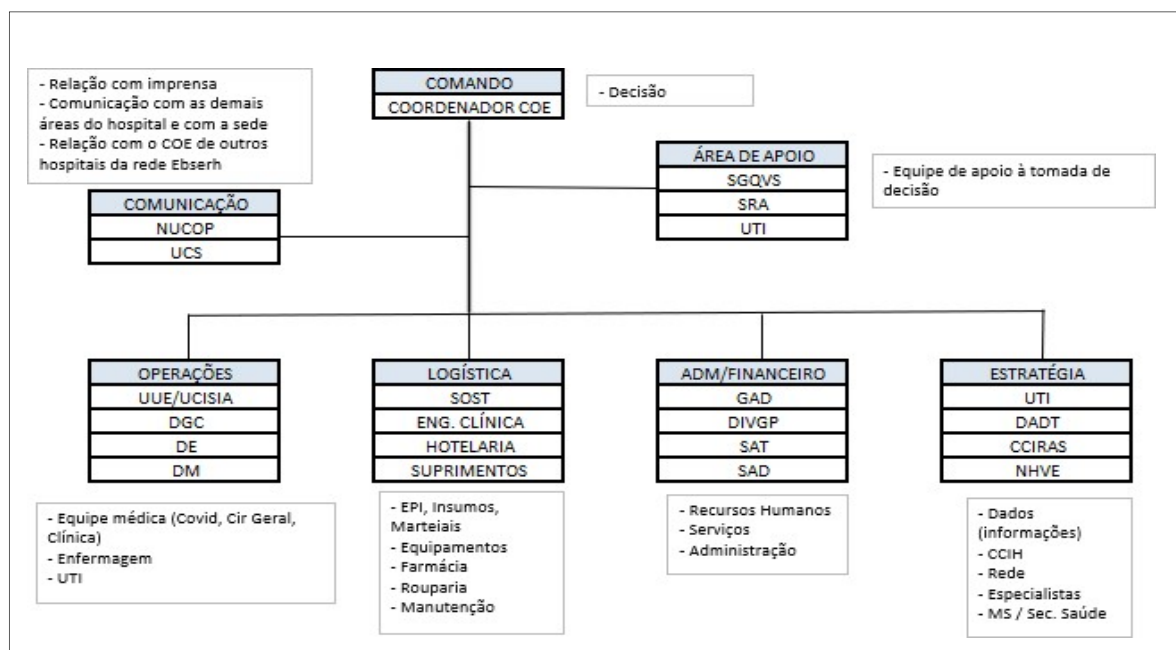 - Relação com imprensa
- Comunicação com as demais
áreas do hospital e com a sede
- Relação com o COE de outros
hospitais da rede Ebserh
COMANDO
COORDENADOR COE
- Decisão
ÁREA DE APOIO
SGQVS
SRA
UTI
- Equipe de apoio à tomada de
decisão
COMUNICAÇÃO
NUCOP
UCS
OPERAÇÕES
UUE/UCISIA
DGC
DE
DM
LOGÍSTICA
SOST
ENG. CLÍNICA
HOTELARIA
SUPRIMENTOS
ADM/FINANCEIRO
GAD
DIVGP
SAT
SAD
ESTRATÉGIA
UTI
DADT
CCIRAS
NHVE
- Equipe médica (Covid, Cir Geral,
Clínica)
- Enfermagem
- UTI
- EPI, Insumos,
Marteiais
- Equipamentos
- Farmácia
- Rouparia
- Manutenção
- Recursos Humanos
- Serviços
- Administração
- Dados
(informações)
- CCIH
- Rede
- Especialistas
- MS / Sec. Saúde